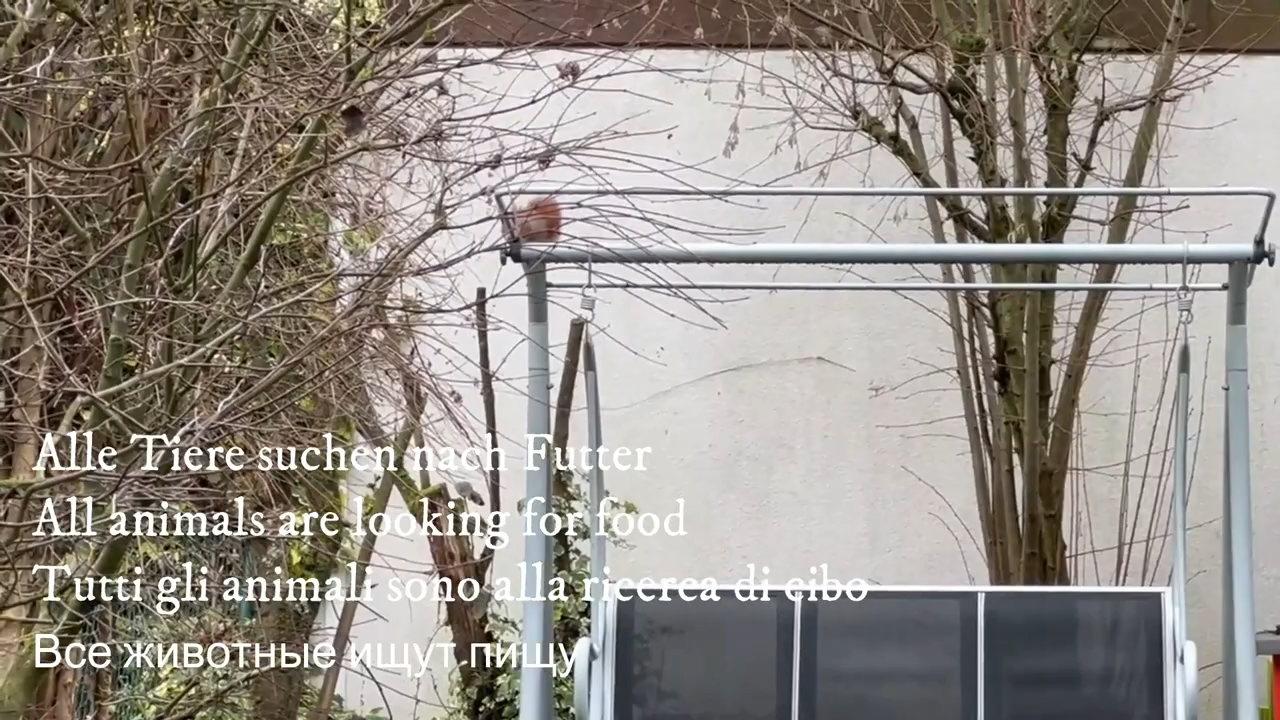 Alle Tiere suchen nach Futter
All animals are looking for food
Tutti gli animali sono alla ricerca di cibo
Все животные ищут пищу